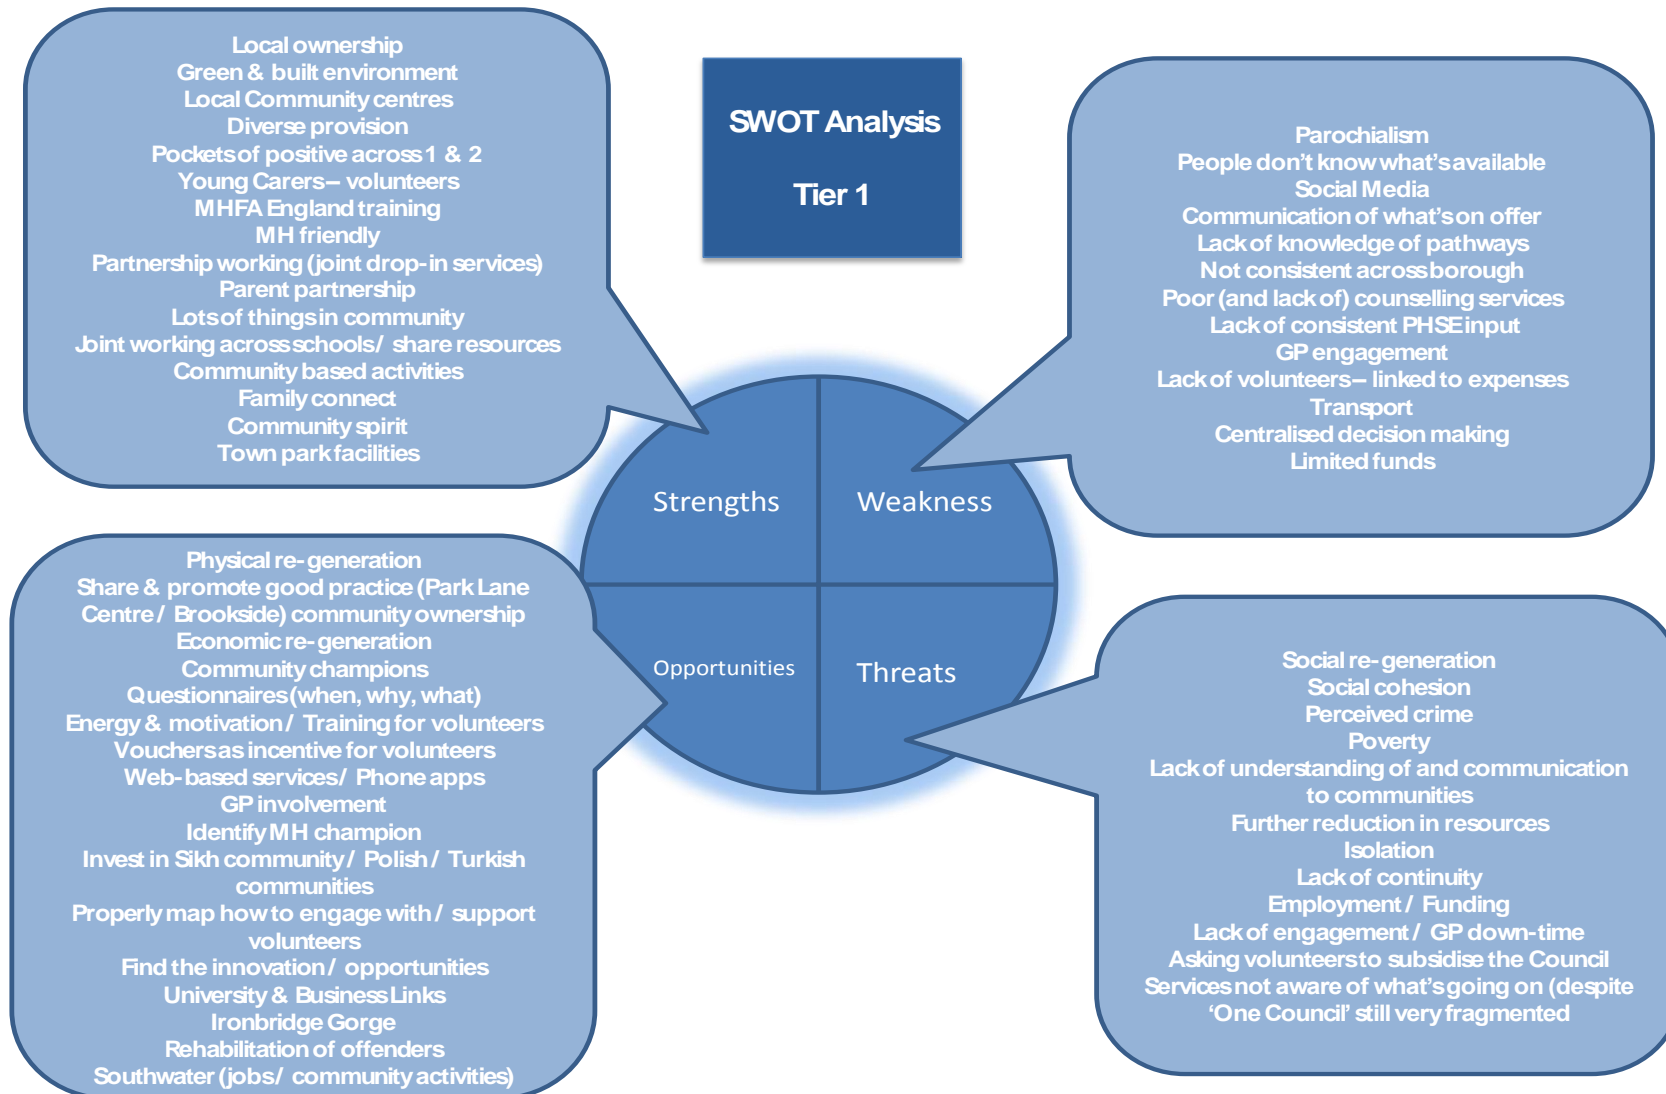 Local ownership
Green & built environment
Local Community centres
Diverse provision
Pockets of positive across 1 & 2
Young Carers – volunteers
MHFA England training
MH friendly
Partnership working (joint drop-in services)
Parent partnership
Lots of things in community
Joint working across schools / share resources
Community based activities
Family connect
Community spirit
Town park facilities
SWOT Analysis
Tier 1
Parochialism
People don't know what's available
Social Media
Communication of what's on offer
Lack of knowledge of pathways
Not consistent across borough
Poor (and lack of) counselling services
Lack of consistent PHSE input
GP engagement
Lack of volunteers – linked to expenses
Transport
Centralised decision making
Limited funds
Strengths
Weakness
Opportunities
Threats
Physical re-generation
Share & promote good practice (Park Lane
Centre / Brookside) community ownership
Economic re-generation
Community champions
Questionnaires (when, why, what)
Energy & motivation / Training for volunteers
Vouchers as incentive for volunteers
Web-based services / Phone apps
GP involvement
Identify MH champion
Invest in Sikh community / Polish / Turkish
communities
Properly map how to engage with / support
volunteers
Find the innovation / opportunities
University & Business Links
Ironbridge Gorge
Rehabilitation of offenders
Southwater (jobs / community activities)
Social re-generation
Social cohesion
Perceived crime
Poverty
Lack of understanding of and communication
to communities
Further reduction in resources
Isolation
Lack of continuity
Employment / Funding
Lack of engagement / GP down-time
Asking volunteers to subsidise the Council
Services not aware of what's going on (despite
'One Council' still very fragmented